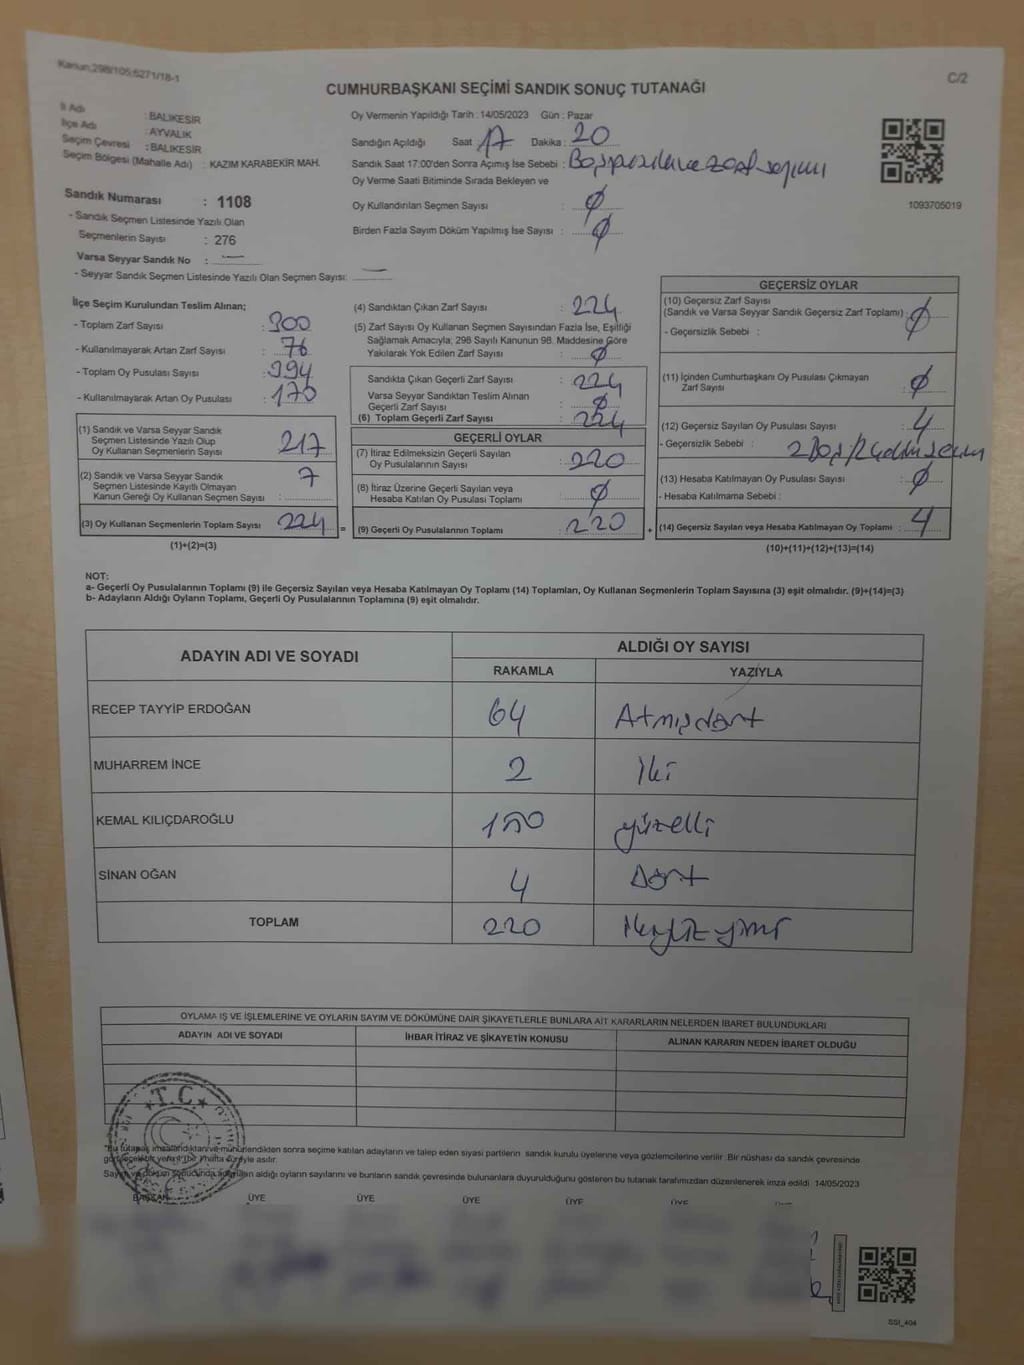 Kanun,298/105;6271/18-1
C/2
CUMHURBAŞKANI SEÇİMİ SANDIK SONUÇ TUTANAĞI
İl Adı : BALIKESİR
İlçe Adı : AYVALIK
Seçim Çevresi : BALIKESİR
Seçim Bölgesi (Mahalle Adı) : KAZIM KARABEKİR MAH.
Sandık Numarası : 1108
- Sandık Seçmen Listesinde Yazılı Olan
Seçmenlerin Sayısı : 276
Varsa Seyyar Sandık No :
- Seyyar Sandık Seçmen Listesinde Yazılı Olan Seçmen Sayısı:
Oy Vermenin Yapıldığı Tarih : 14/05/2023 Gün : Pazar
Sandığın Açıldığı Saat 17 Dakika : 20
Sandık Saat 17:00'den Sonra Açımış İse Sebebi : Boş pusula ve zarf sayımı
Oy Verme Saati Bitiminde Sırada Bekleyen ve
Oy Kullandırılan Seçmen Sayısı : Ø
Birden Fazla Sayım Döküm Yapılmış İse Sayısı : Ø
1093705019
İlçe Seçim Kurulundan Teslim Alınan;
- Toplam Zarf Sayısı : 300
- Kullanılmayarak Artan Zarf Sayısı : 76
- Toplam Oy Pusulası Sayısı : 394
- Kullanılmayarak Artan Oy Pusulası : 170
(1) Sandık ve Varsa Seyyar Sandık
Seçmen Listesinde Yazılı Olup
Oy Kullanan Seçmenlerin Sayısı : 217
(2) Sandık ve Varsa Seyyar Sandık
Seçmen Listesinde Kayıtlı Olmayan
Kanun Gereği Oy Kullanan Seçmen Sayısı : 7
(3) Oy Kullanan Seçmenlerin Toplam Sayısı : 224 =
(1)+(2)=(3)
(4) Sandıktan Çıkan Zarf Sayısı : 224
(5) Zarf Sayısı Oy Kullanan Seçmen Sayısından Fazla İse, Eşitliği
Sağlamak Amacıyla, 298 Sayılı Kanunun 98. Maddesine Göre
Yakılarak Yok Edilen Zarf Sayısı : Ø
Sandıkta Çıkan Geçerli Zarf Sayısı : 224
Varsa Seyyar Sandıktan Teslim Alınan
Geçerli Zarf Sayısı : Ø
(6) Toplam Geçerli Zarf Sayısı : 224
GEÇERLİ OYLAR
(7) İtiraz Edilmeksizin Geçerli Sayılan
Oy Pusulalarının Sayısı : 220
(8) İtiraz Üzerine Geçerli Sayılan veya
Hesaba Katılan Oy Pusulası Toplamı : Ø
(9) Geçerli Oy Pusulalarının Toplamı : 220 +
GEÇERSİZ OYLAR
(10) Geçersiz Zarf Sayısı
(Sandık ve Varsa Seyyar Sandık Geçersiz Zarf Toplamı) : Ø
- Geçersizlik Sebebi :
(11) İçinden Cumhurbaşkanı Oy Pusulası Çıkmayan
Zarf Sayısı : Ø
(12) Geçersiz Sayılan Oy Pusulası Sayısı : 4
- Geçersizlik Sebebi : 2 Boş/2
(13) Hesaba Katılmayan Oy Pusulası Sayısı : Ø
- Hesaba Katılmama Sebebi :
(14) Geçersiz Sayılan veya Hesaba Katılmayan Oy Toplamı : 4
(10)+(11)+(12)+(13)=(14)
NOT:
a- Geçerli Oy Pusulalarının Toplamı (9) ile Geçersiz Sayılan veya Hesaba Katılmayan Oy Toplamı (14) Toplamları, Oy Kullanan Seçmenlerin Toplam Sayısına (3) eşit olmalıdır. (9)+(14)=(3)
b- Adayların Aldığı Oyların Toplamı, Geçerli Oy Pusulalarının Toplamına (9) eşit olmalıdır.
ADAYIN ADI VE SOYADI
ALDIĞI OY SAYISI
RAKAMLA YAZIYLA
RECEP TAYYİP ERDOĞAN 64 Atmışdört
MUHARREM İNCE 2 İki
KEMAL KILIÇDAROĞLU 150 yüzelli
SİNAN OĞAN 4 Dört
TOPLAM 220 ikiyüz yirmi
OYLAMA İŞ VE İŞLEMLERİNE VE OYLARIN SAYIM VE DÖKÜMÜNE DAİR ŞİKAYETLERLE BUNLARA AİT KARARLARIN NELERDEN İBARET BULUNDUKLARI
ADAYIN ADI VE SOYADI İHBAR İTİRAZ VE ŞİKAYETİN KONUSU ALINAN KARARIN NEDEN İBARET OLDUĞU
T.C.
"Bu tutanak imzalandıktan ve mühürlendikten sonra seçime katılan adayların ve talep eden siyasi partilerin sandık kurulu üyelerine veya gözlemcilerine verilir. Bir nüshası da sandık çevresinde
görülecebilir yere 1 (bir) hafta süreyle asılır.
Sayım ve döküm sonucunda adayların aldığı oyların sayılarını ve bunların sandık çevresinde bulunanlara duyurulduğunu gösteren bu tutanak tarafımızdan düzenlenerek imza edildi. 14/05/2023
BAŞKAN ÜYE ÜYE ÜYE ÜYE ÜYE
SSI_404